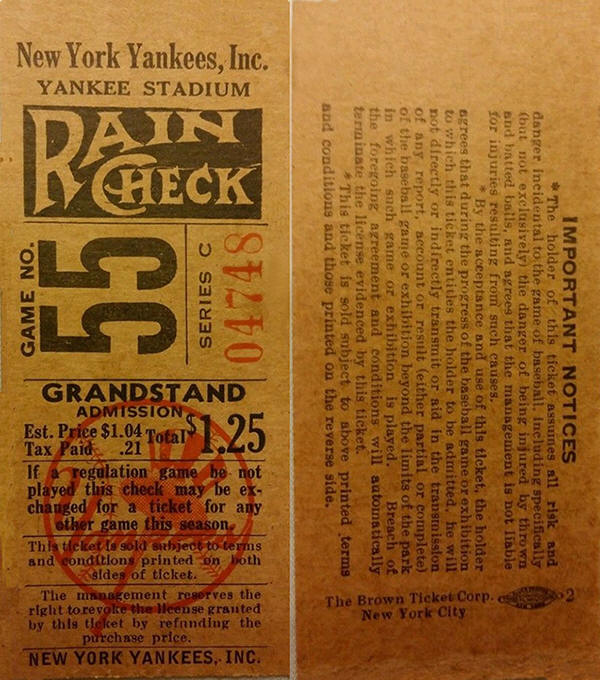 New York Yankees, Inc.
YANKEE STADIUM
RAIN
CHECK
GAME NO.
55
SERIES C
04748
GRANDSTAND
ADMISSION
Est. Price $1.04 Total $1.25
Tax Paid .21
If a regulation game be not
played this check may be ex-
changed for a ticket for any
other game this season.
Yankees
This ticket is sold subject to terms
and conditions printed on both
sides of ticket.
The management reserves the
right to revoke the license granted
by this ticket by refunding the
purchase price.
NEW YORK YANKEES, INC.
IMPORTANT NOTICES
*The holder of this ticket assumes all risk and
danger incidental to the game of baseball, including specifically
(but not exclusively) the danger of being injured by thrown
and batted balls, and agrees that the management is not liable
for injuries resulting from such causes.
*By the acceptance and use of this ticket, the holder
agrees that during the progress of the baseball game or exhibition
to which this ticket entitles the holder to be admitted, he will
not directly or indirectly transmit or aid in the transmission
of any report, account or result (either partial or complete)
of the baseball game or exhibition beyond the limits of the park
in which such game or exhibition is played. Breach of
the foregoing agreement and conditions will automatically
terminate the license evidenced by this ticket.
*This ticket is sold subject to above printed terms
and conditions and those printed on the reverse side.
The Brown Ticket Corp. 2
New York City